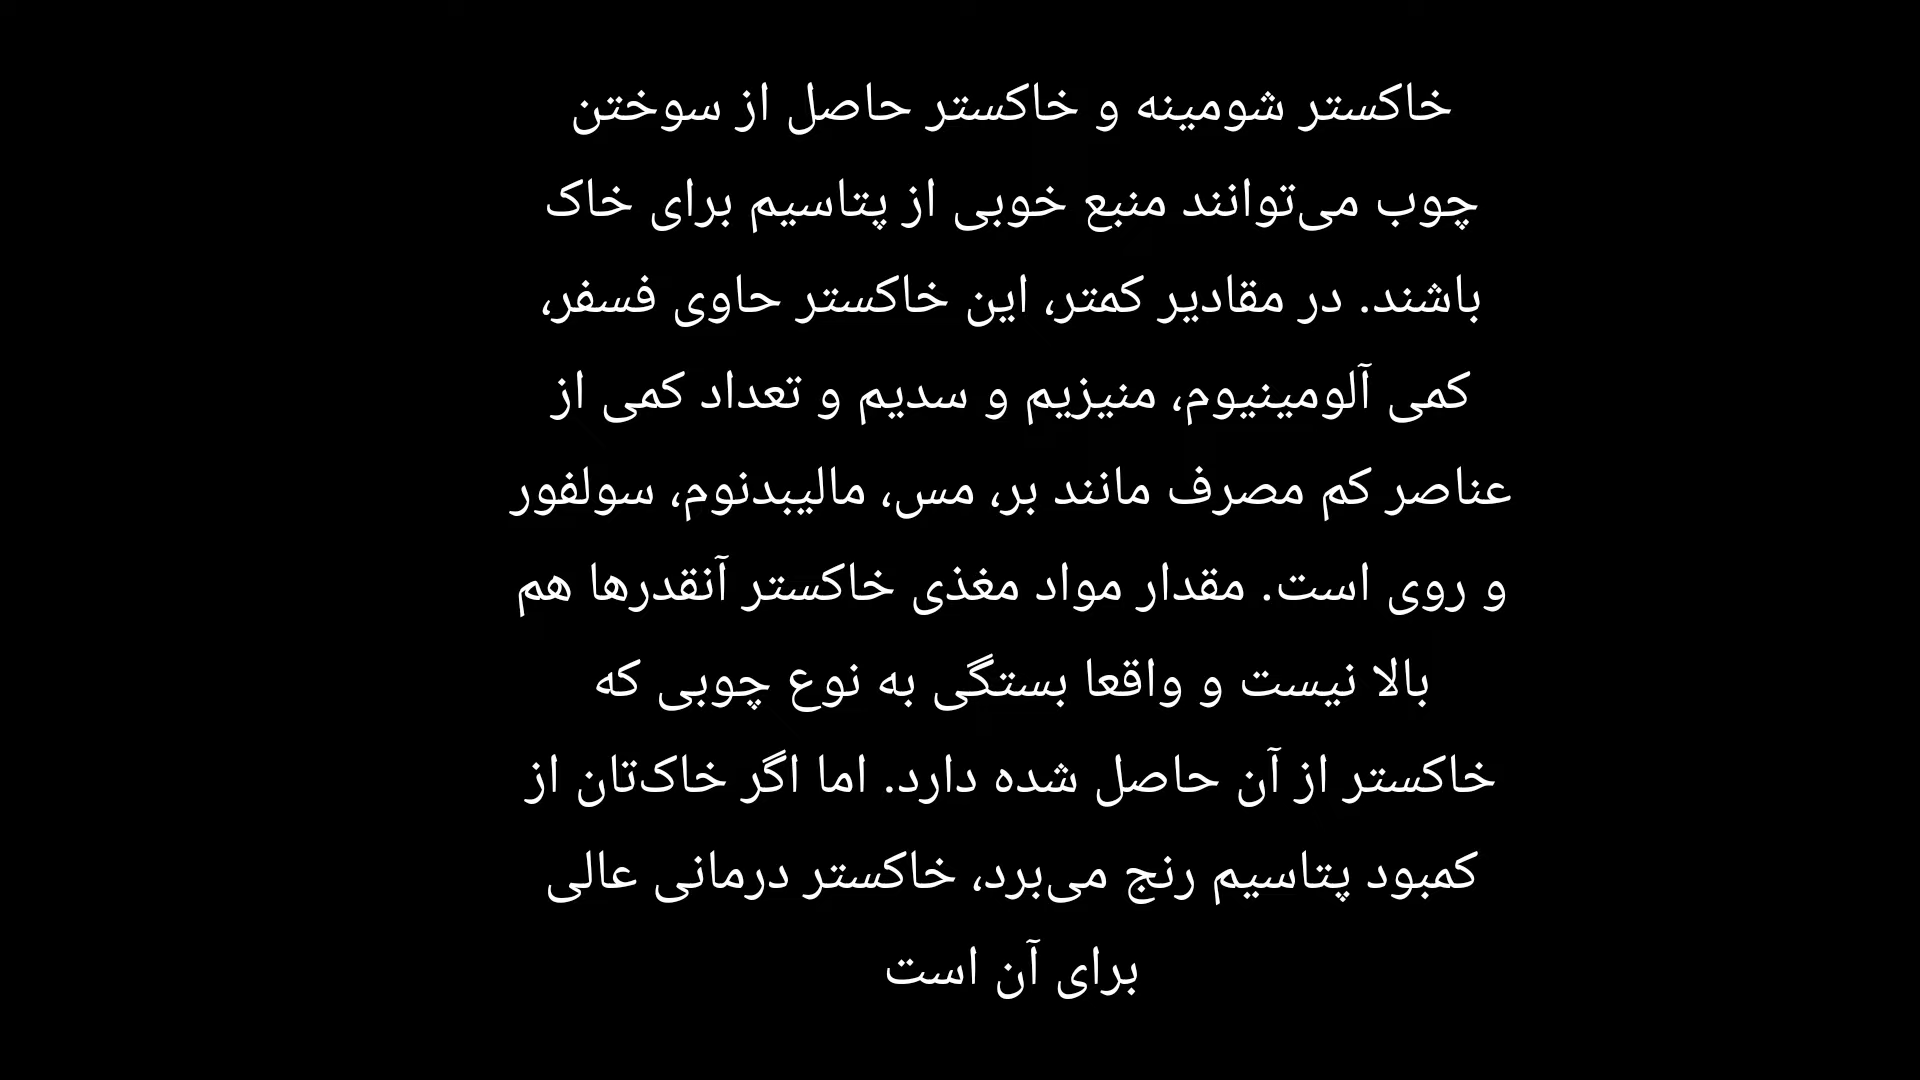 خاکستر شومینه و خاکستر حاصل از سوختن
چوب می‌توانند منبع خوبی از پتاسیم برای خاک
باشند. در مقادیر کمتر، این خاکستر حاوی فسفر،
کمی آلومینیوم، منیزیم و سدیم و تعداد کمی از
عناصر کم مصرف مانند بر، مس، مالیبدنوم، سولفور
و روی است. مقدار مواد مغذی خاکستر آنقدرها هم
بالا نیست و واقعا بستگی به نوع چوبی که
خاکستر از آن حاصل شده دارد. اما اگر خاک‌تان از
کمبود پتاسیم رنج می‌برد، خاکستر درمانی عالی
برای آن است